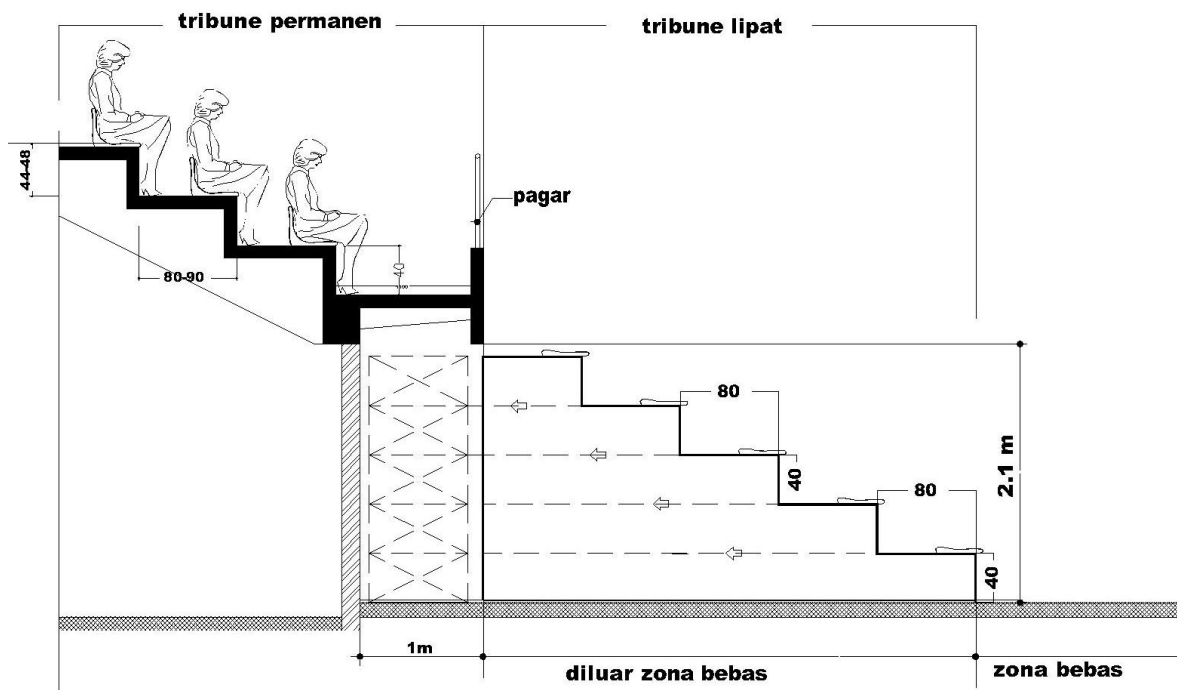 tribune permanen
tribune lipat
44-48
pagar
80-90
40
80
40
2.1 m
80
40
1m
diluar zona bebas
zona bebas